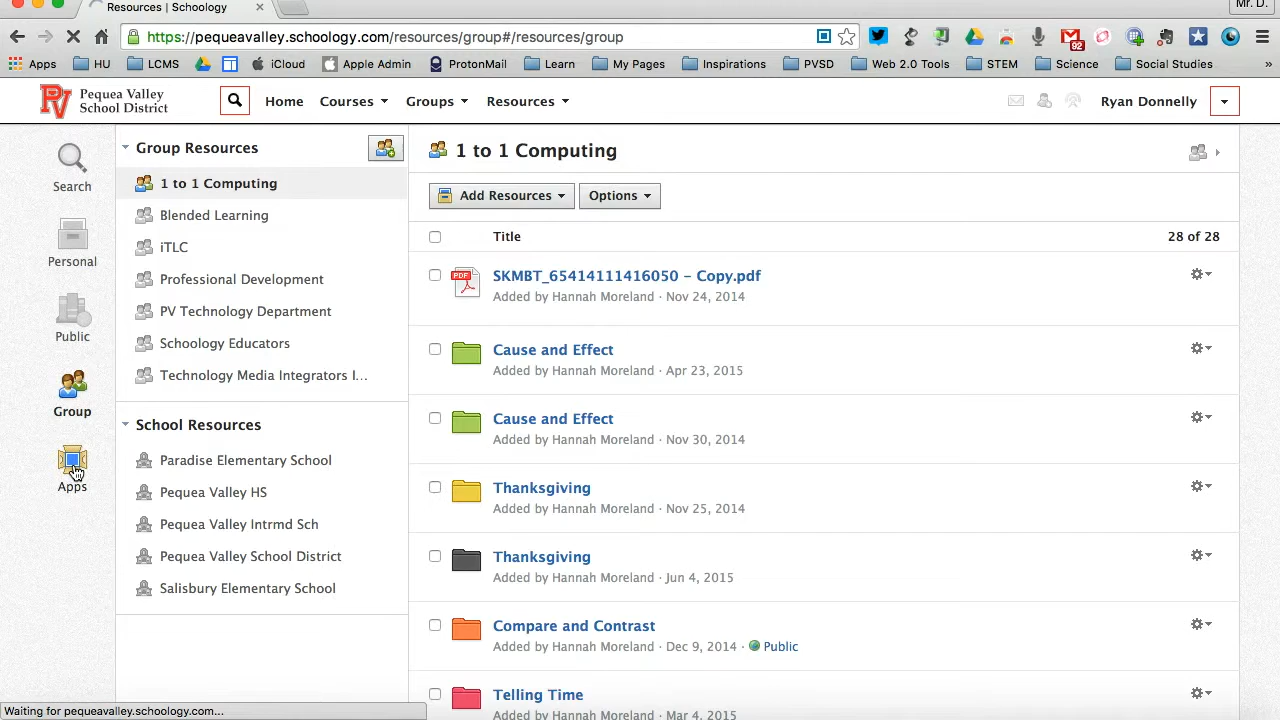 Resources | Schoology
Mr. D.
https://pequeavalley.schoology.com/resources/group#/resources/group
92
Apps HU LCMS iCloud Apple Admin ProtonMail Learn My Pages Inspirations PVSD Web 2.0 Tools STEM Science Social Studies »
PV Pequea Valley School District
Home Courses Groups Resources
Ryan Donnelly
Search
Personal
Public
Group
Apps
Group Resources
1 to 1 Computing
Blended Learning
iTLC
Professional Development
PV Technology Department
Schoology Educators
Technology Media Integrators I...
School Resources
Paradise Elementary School
Pequea Valley HS
Pequea Valley Intrmd Sch
Pequea Valley School District
Salisbury Elementary School
1 to 1 Computing
Add Resources Options
Title 28 of 28
PDF
SKMBT_65414111416050 – Copy.pdf
Added by Hannah Moreland · Nov 24, 2014
Cause and Effect
Added by Hannah Moreland · Apr 23, 2015
Cause and Effect
Added by Hannah Moreland · Nov 30, 2014
Thanksgiving
Added by Hannah Moreland · Nov 25, 2014
Thanksgiving
Added by Hannah Moreland · Jun 4, 2015
Compare and Contrast
Added by Hannah Moreland · Dec 9, 2014 · Public
Telling Time
Added by Hannah Moreland · Mar 4, 2015
Waiting for pequeavalley.schoology.com...